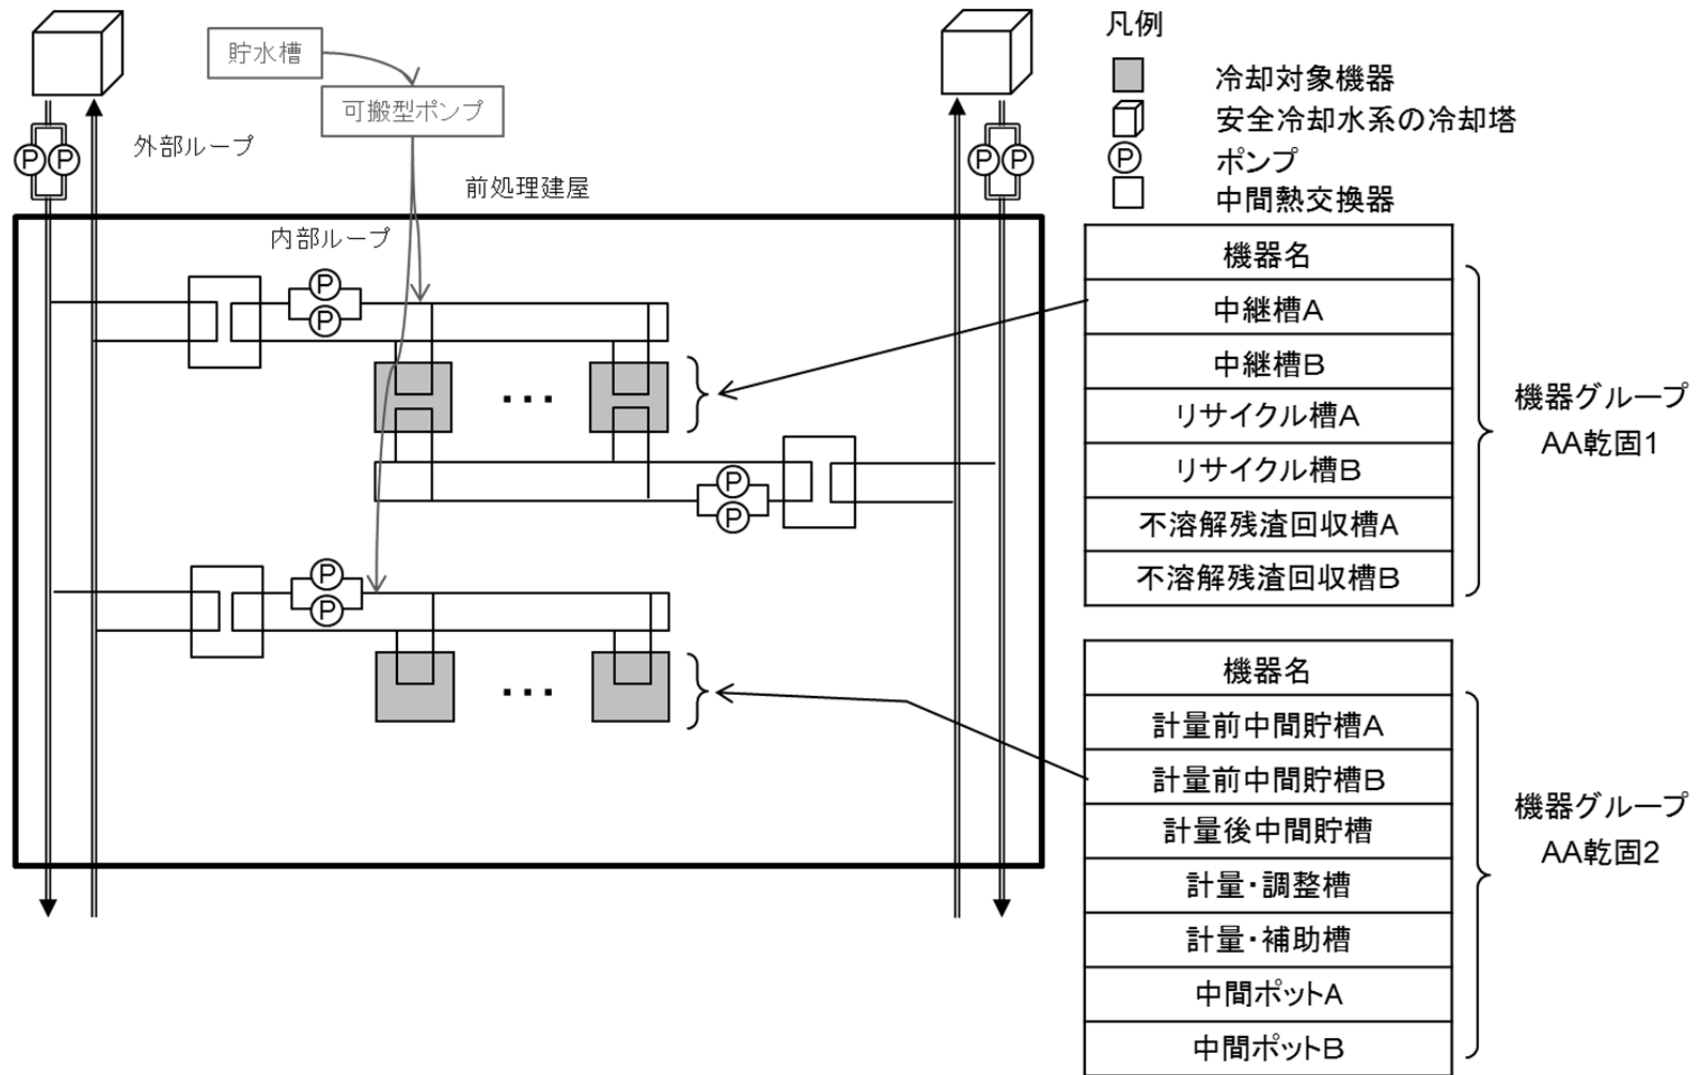 貯水槽
可搬型ポンプ
外部ループ
前処理建屋
内部ループ
P
P
P
P
P
P
P
P
P
P
・・・
・・・
凡例
冷却対象機器
安全冷却水系の冷却塔
P
ポンプ
中間熱交換器
機器名
中継槽A
中継槽B
リサイクル槽A
リサイクル槽B
不溶解残渣回収槽A
不溶解残渣回収槽B
機器グループ
AA乾固1
機器名
計量前中間貯槽A
計量前中間貯槽B
計量後中間貯槽
計量・調整槽
計量・補助槽
中間ポットA
中間ポットB
機器グループ
AA乾固2